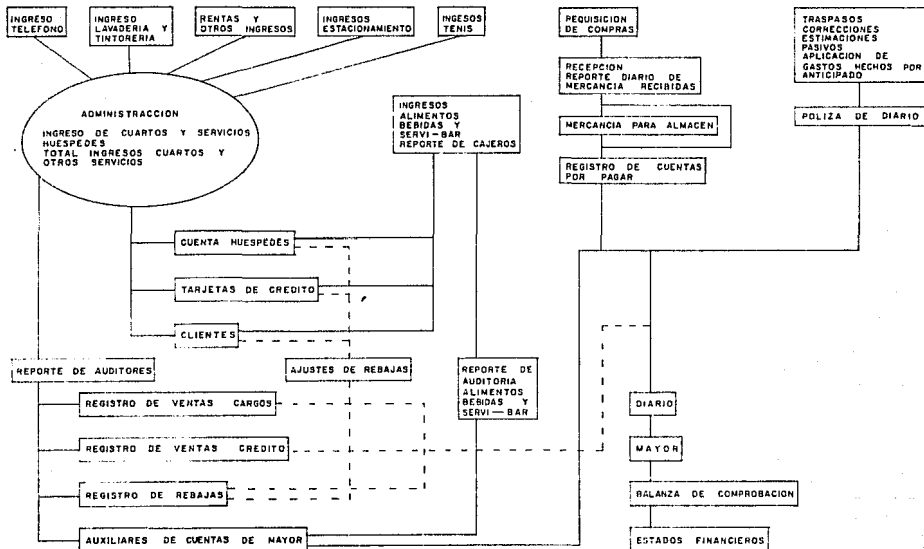 INGRESO
TELEFONO
INGRESO
LAVADERIA Y
TINTORERIA
RENTAS Y
OTROS INGRESOS
INGRESOS
ESTACIONAMIENTO
INGESOS
TENIS
PEQUISICION
DE COMPRAS
TRASPASOS
CORRECCIONES
ESTIMACIONES
PASIVOS
APLICACION DE
GASTOS HECHOS POR
ANTICIPADO
RECEPCION
REPORTE DIARIO DE
MERCANCIA RECIBIDAS
ADMINISTRACCION
INGRESO DE CUARTOS Y SERVICIOS
HUESPEDES
TOTAL INGRESOS CUARTOS Y
OTROS SERVICIOS
INGRESOS
ALIMENTOS
BEBIDAS Y
SERVI-BAR
REPORTE DE CAJEROS
MERCANCIA PARA ALMACEN
POLIZA DE DIARIO
REGISTRO DE CUENTAS
POR PAGAR
CUENTA HUESPEDES
TARJETAS DE CREDITO
CLIENTES
REPORTE DE AUDITORES
AJUSTES DE REBAJAS
REPORTE DE
AUDITORIA
ALIMENTOS
BEBIDAS Y
SERVI-BAR
REGISTRO DE VENTAS CARGOS
DIARIO
REGISTRO DE VENTAS CREDITO
MAYOR
REGISTRO DE REBAJAS
BALANZA DE COMPROBACION
AUXILIARES DE CUENTAS DE MAYOR
ESTADOS FINANCIEROS